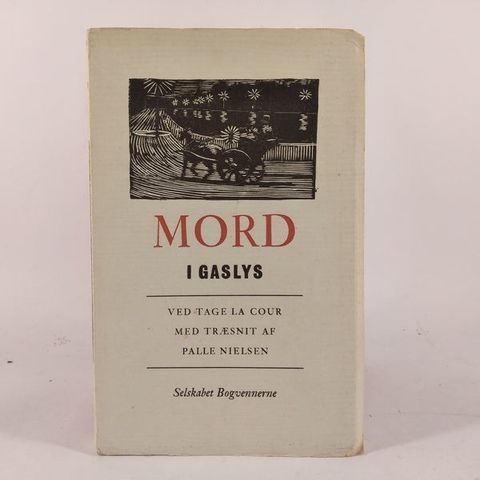 MORD
I GASLYS
VED TAGE LA COUR
MED TRÆSNIT AF
PALLE NIELSEN
Selskabet Bogvennerne